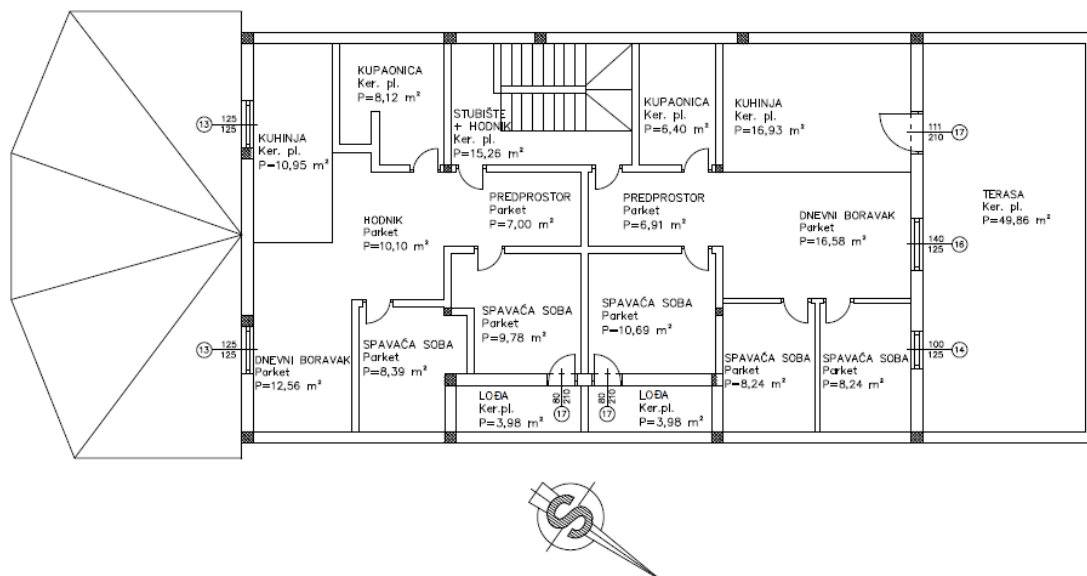 KUPAONICA
Ker. pl.
P=8,12 m²
STUBIŠTE
+ HODNIK
Ker. pl.
P=15,26 m²
KUPAONICA
Ker. pl.
P=6,40 m²
KUHINJA
Ker. pl.
P=16,93 m²
13
125
125
KUHINJA
Ker. pl.
P=10,95 m²
111
210
17
HODNIK
Parket
P=10,10 m²
PREDPROSTOR
Parket
P=7,00 m²
PREDPROSTOR
Parket
P=6,91 m²
DNEVNI BORAVAK
Parket
P=16,58 m²
TERASA
Ker. pl.
P=49,86 m²
140
125
16
SPAVAĆA SOBA
Parket
P=9,78 m²
SPAVAĆA SOBA
Parket
P=10,69 m²
13
125
125
DNEVNI BORAVAK
Parket
P=12,56 m²
SPAVAĆA SOBA
Parket
P=8,39 m²
SPAVAĆA SOBA
Parket
P=8,24 m²
SPAVAĆA SOBA
Parket
P=8,24 m²
100
125
14
LOĐA
Ker.pl.
P=3,98 m²
80
210
17
80
210
17
LOĐA
Ker.pl.
P=3,98 m²
S